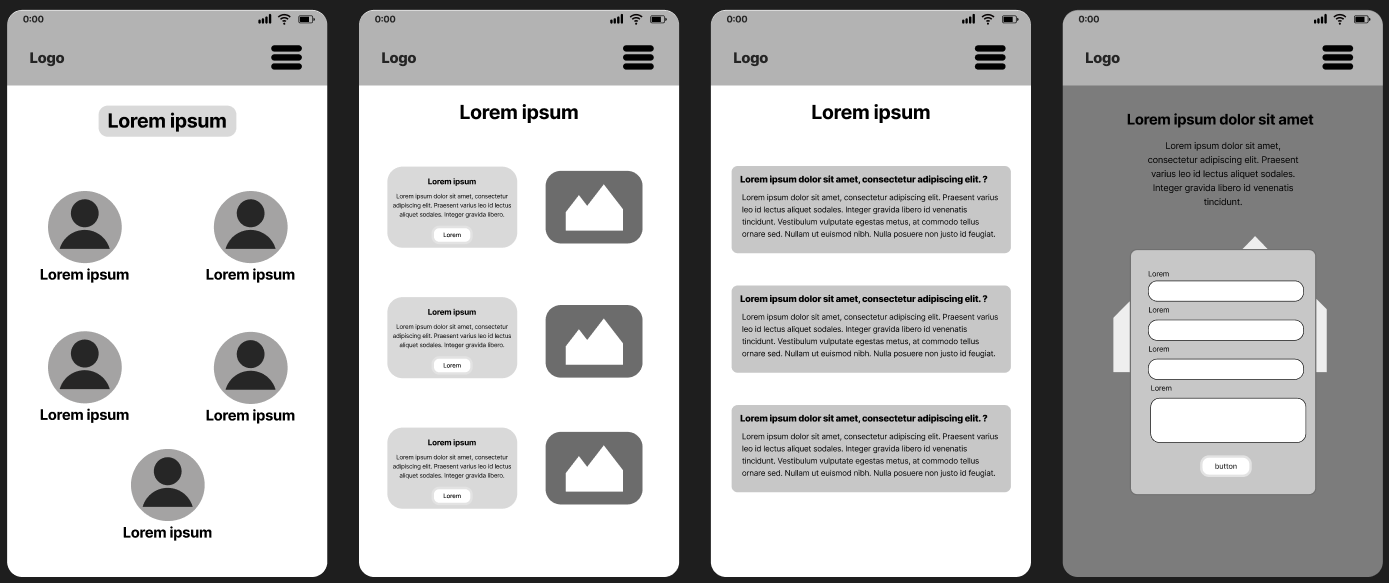 0:00
Logo
Lorem ipsum
Lorem ipsum
Lorem ipsum
Lorem ipsum
Lorem ipsum
Lorem ipsum
0:00
Logo
Lorem ipsum
Lorem ipsum
Lorem ipsum dolor sit amet, consectetur
adipiscing elit. Praesent varius leo id lectus
aliquet sodales. Integer gravida libero.
Lorem
Lorem ipsum
Lorem ipsum dolor sit amet, consectetur
adipiscing elit. Praesent varius leo id lectus
aliquet sodales. Integer gravida libero.
Lorem
Lorem ipsum
Lorem ipsum dolor sit amet, consectetur
adipiscing elit. Praesent varius leo id lectus
aliquet sodales. Integer gravida libero.
Lorem
0:00
Logo
Lorem ipsum
Lorem ipsum dolor sit amet, consectetur adipiscing elit. ?
Lorem ipsum dolor sit amet, consectetur adipiscing elit. Praesent varius
leo id lectus aliquet sodales. Integer gravida libero id venenatis
tincidunt. Vestibulum vulputate egestas metus, at commodo tellus
ornare sed. Nullam ut euismod nibh. Nulla posuere non justo id feugiat.
Lorem ipsum dolor sit amet, consectetur adipiscing elit. ?
Lorem ipsum dolor sit amet, consectetur adipiscing elit. Praesent varius
leo id lectus aliquet sodales. Integer gravida libero id venenatis
tincidunt. Vestibulum vulputate egestas metus, at commodo tellus
ornare sed. Nullam ut euismod nibh. Nulla posuere non justo id feugiat.
Lorem ipsum dolor sit amet, consectetur adipiscing elit. ?
Lorem ipsum dolor sit amet, consectetur adipiscing elit. Praesent varius
leo id lectus aliquet sodales. Integer gravida libero id venenatis
tincidunt. Vestibulum vulputate egestas metus, at commodo tellus
ornare sed. Nullam ut euismod nibh. Nulla posuere non justo id feugiat.
0:00
Logo
Lorem ipsum dolor sit amet
Lorem ipsum dolor sit amet,
consectetur adipiscing elit. Praesent
varius leo id lectus aliquet sodales.
Integer gravida libero id venenatis
tincidunt.
Lorem
Lorem
Lorem
Lorem
button